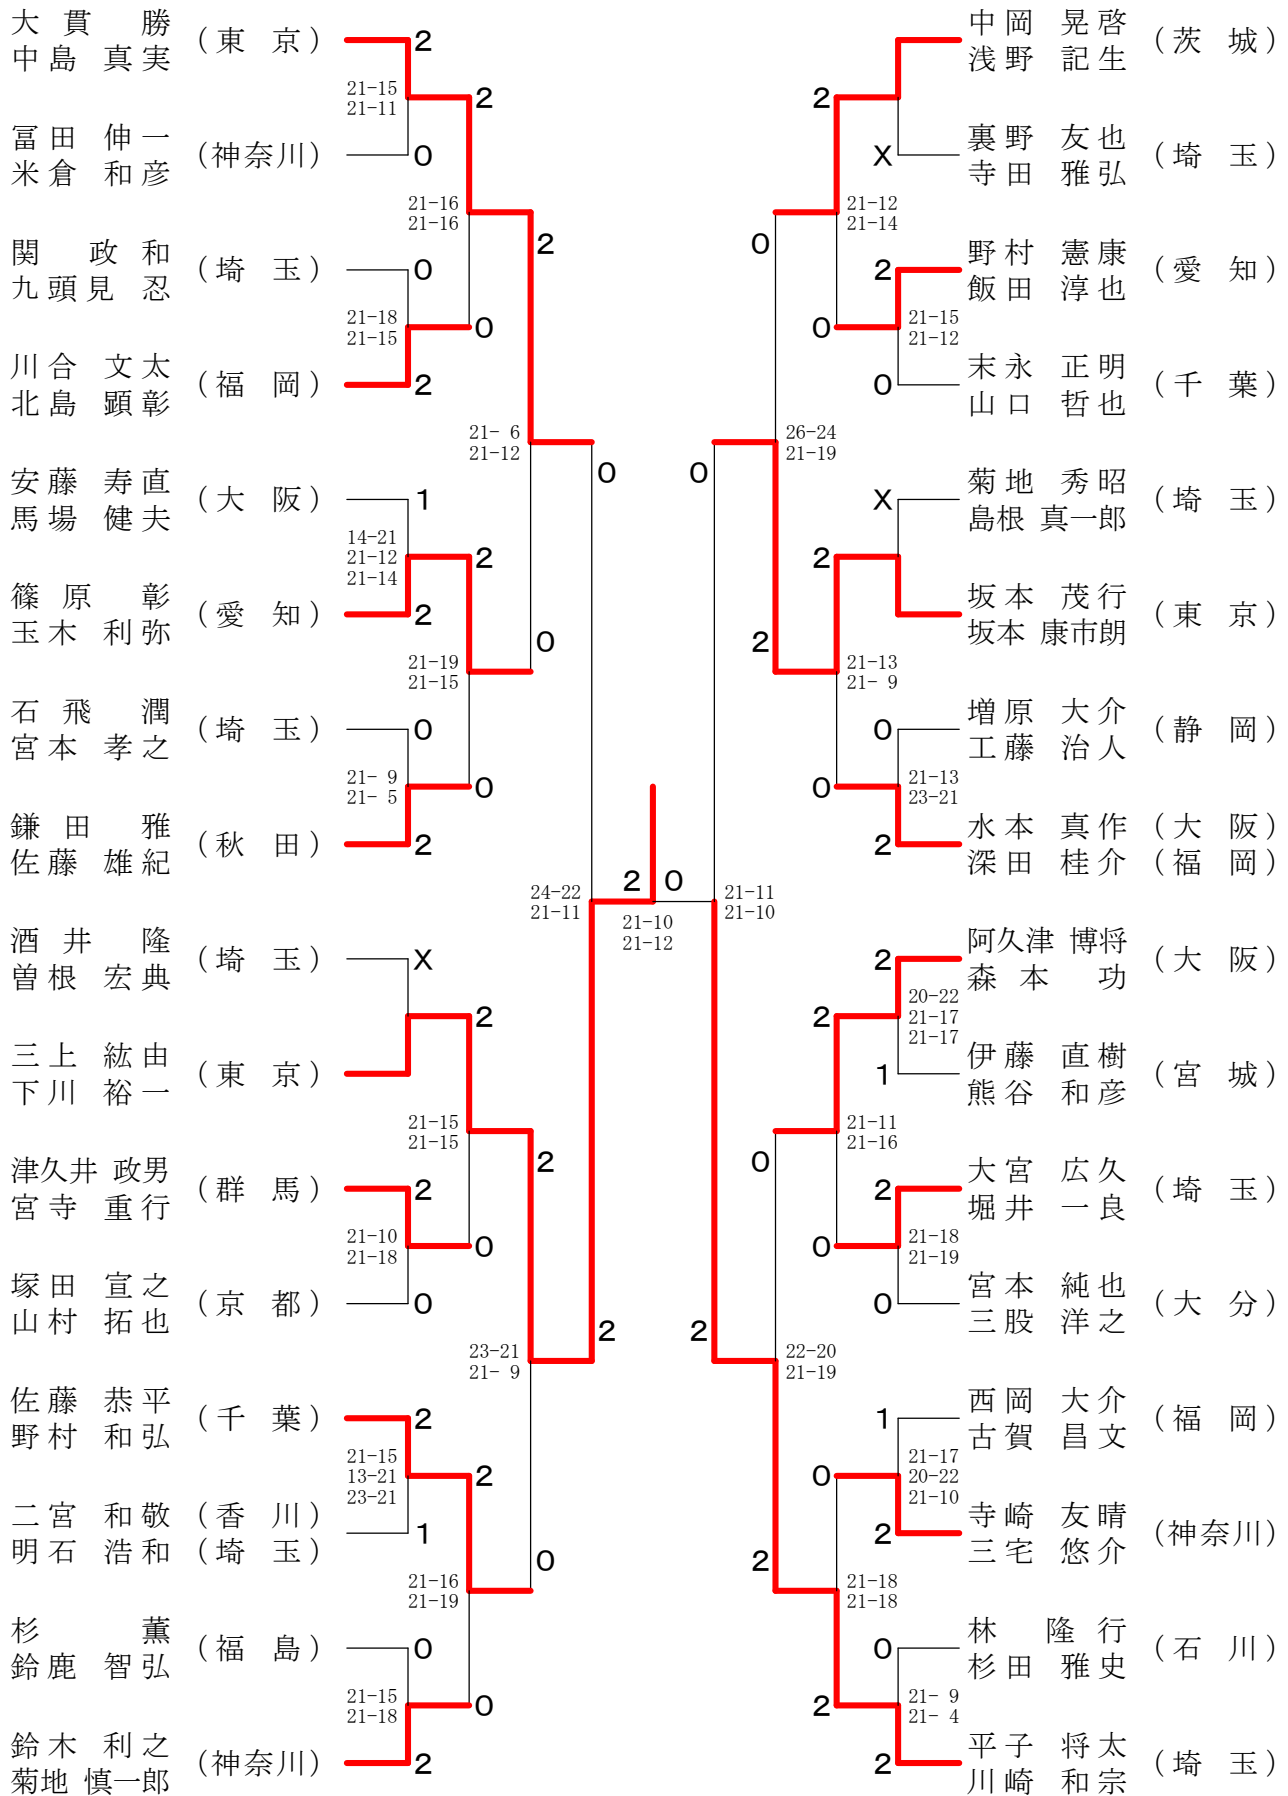 大貫 勝
中島 真実
(東 京)
2
21-15
21-11
2
冨田 伸一
米倉 和彦
(神奈川)
0
21-16
21-16
2
関 政和
九頭見 忍
(埼 玉)
0
21-18
21-15
0
川合 文太
北島 顕彰
(福 岡)
2
21- 6
21-12
0
安藤 寿直
馬場 健夫
(大 阪)
1
14-21
21-12
21-14
2
篠原 彰
玉木 利弥
(愛 知)
2
21-19
21-15
0
石飛 潤
宮本 孝之
(埼 玉)
0
21- 9
21- 5
0
鎌田 雅
佐藤 雄紀
(秋 田)
2
24-22
21-11
2
0
21-10
21-12
酒井 隆
曽根 宏典
(埼 玉)
X
2
三上 紘由
下川 裕一
(東 京)
21-15
21-15
2
津久井 政男
宮寺 重行
(群 馬)
2
21-10
21-18
0
塚田 宣之
山村 拓也
(京 都)
0
23-21
21- 9
2
佐藤 恭平
野村 和弘
(千 葉)
2
21-15
13-21
23-21
2
二宮 和敬 (香 川)
明石 浩和 (埼 玉)
1
21-16
21-19
0
杉 薫
鈴鹿 智弘
(福 島)
0
21-15
21-18
0
鈴木 利之
菊地 慎一郎
(神奈川)
2
中岡 晃啓
浅野 記生
(茨 城)
2
裏野 友也
寺田 雅弘
(埼 玉)
X
21-12
21-14
0
野村 憲康
飯田 淳也
(愛 知)
2
21-15
21-12
0
末永 正明
山口 哲也
(千 葉)
0
26-24
21-19
0
菊地 秀昭
島根 真一郎
(埼 玉)
X
2
坂本 茂行
坂本 康市朗
(東 京)
21-13
21- 9
2
増原 大介
工藤 治人
(静 岡)
0
21-13
23-21
0
水本 真作 (大 阪)
深田 桂介 (福 岡)
2
21-11
21-10
阿久津 博将
森本 功
(大 阪)
2
20-22
21-17
21-17
2
伊藤 直樹
熊谷 和彦
(宮 城)
1
21-11
21-16
0
大宮 広久
堀井 一良
(埼 玉)
2
21-18
21-19
0
宮本 純也
三股 洋之
(大 分)
0
22-20
21-19
2
西岡 大介
古賀 昌文
(福 岡)
1
21-17
20-22
21-10
0
寺崎 友晴
三宅 悠介
(神奈川)
2
21-18
21-18
2
林 隆行
杉田 雅史
(石 川)
0
21- 9
21- 4
2
平子 将太
川崎 和宗
(埼 玉)
2